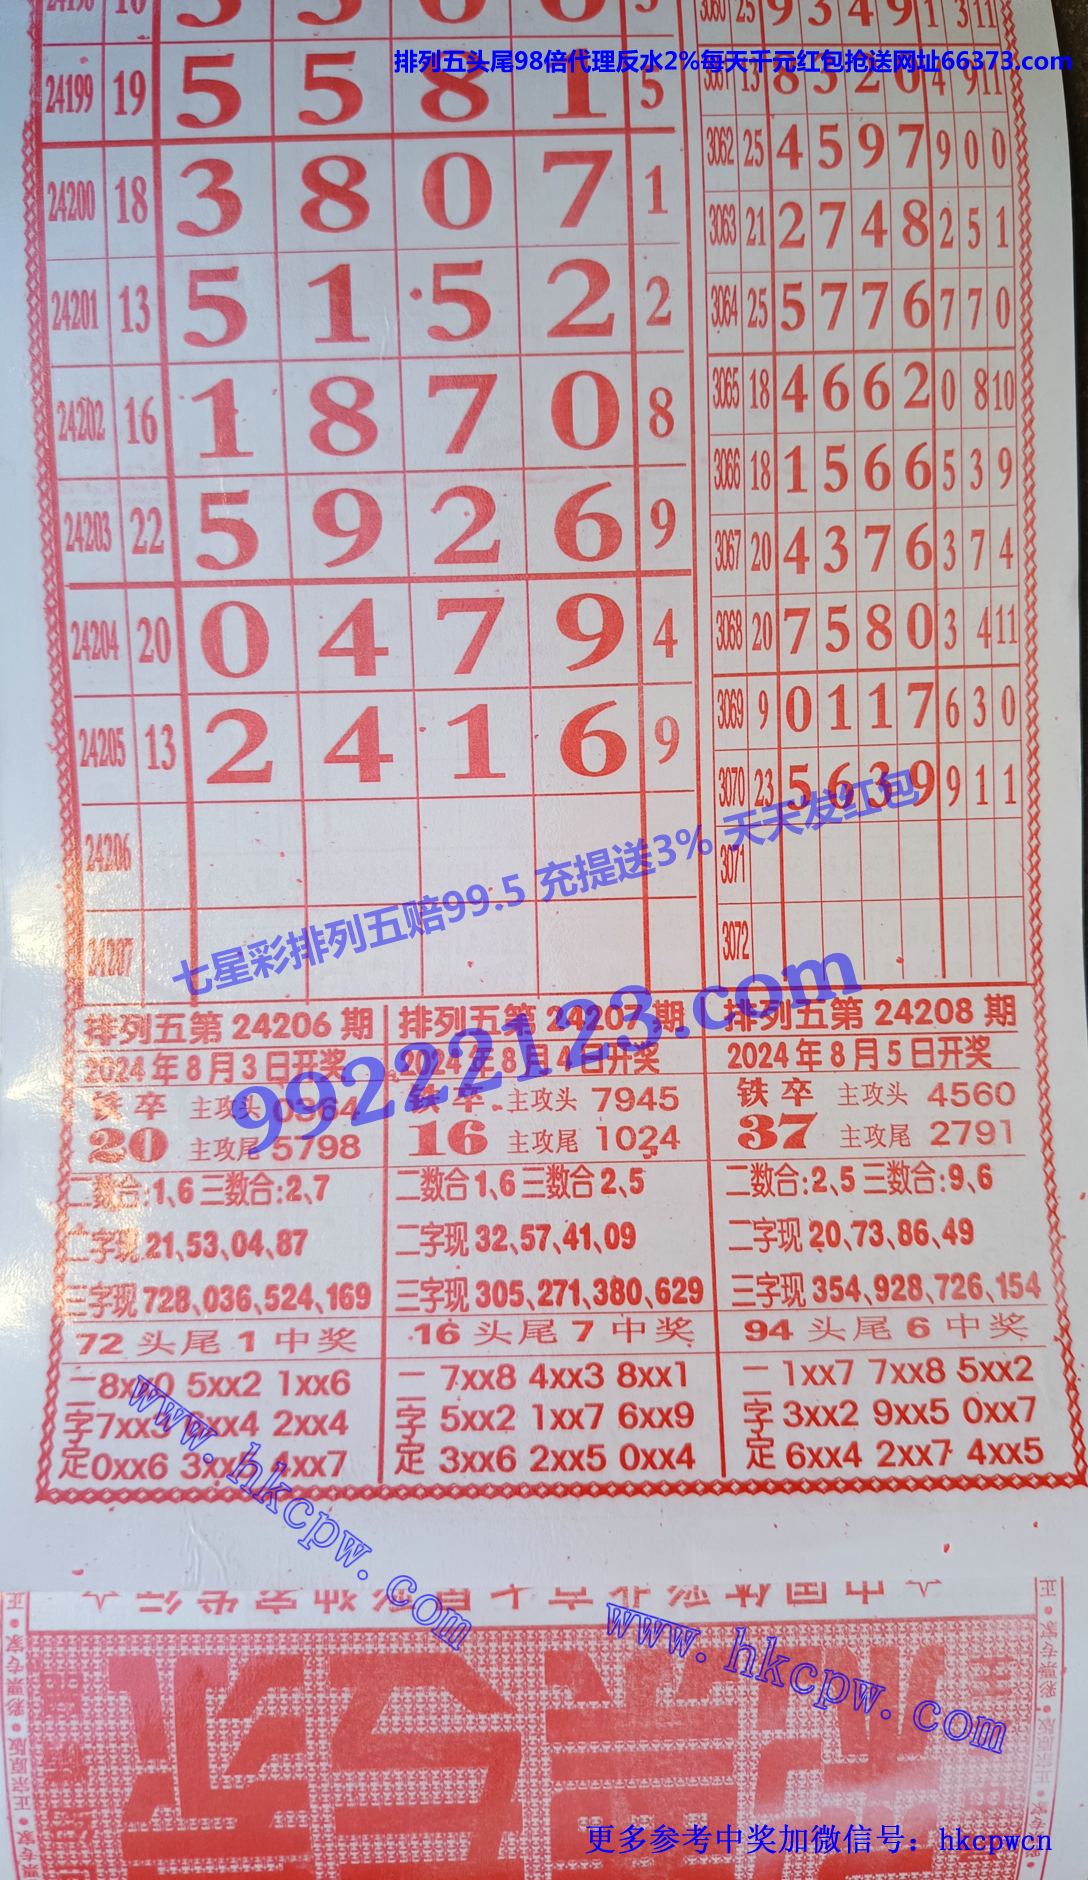 排列五头尾98倍代理反水2%每天千元红包抢送网址66373.com
3060 25 9 3 4 9 1 3 11
24199 19 5 5 8 1 5
24200 18 3 8 0 7 1
24201 13 5 1 5 2 2
24202 16 1 8 7 0 8
24203 22 5 9 2 6 9
24204 20 0 4 7 9 4
24205 13 2 4 1 6 9
24206
24207
3062 25 4 5 9 7 9 0 0
3063 21 2 7 4 8 2 5 1
3064 25 5 7 7 6 7 7 0
3065 18 4 6 6 2 0 8 10
3066 18 1 5 6 6 5 3 9
3067 20 4 3 7 6 3 7 4
3068 20 7 5 8 0 3 4 11
3069 9 0 1 1 7 6 3 0
3070 23 5 6 3 9 9 1 1
3071
3072
七星彩排列五赔99.5 充提送3% 天天发红包
99222123.com
排列五第 24206 期
2024年8月3日开奖
铁卒 主攻头 0364
20 主攻尾 5798
二数合:1,6 三数合:2,7
二字现 21、53、04、87
三字现 728、036、524、169
72 头尾 1 中奖
二 8xx0 5xx2 1xx6
字 7xx5 xx4 2xx4
定 0xx6 3xx 4xx7
排列五第 24207 期
2024年8月4日开奖
铁卒 主攻头 7945
16 主攻尾 1024
二数合 1,6 三数合 2,5
二字现 32、57、41、09
三字现 305、271、380、629
16 头尾 7 中奖
二 7xx8 4xx3 8xx1
字 5xx2 1xx7 6xx9
定 3xx6 2xx5 0xx4
排列五第 24208 期
2024年8月5日开奖
铁卒 主攻头 4560
37 主攻尾 2791
二数合:2,5 三数合:9,6
二字现 20、73、86、49
三字现 354、928、726、154
94 头尾 6 中奖
二 1xx7 7xx8 5xx2
字 3xx2 9xx5 0xx7
定 6xx4 2xx7 4xx5
www.hkcpw.com
www.hkcpw.com
更多参考中奖加微信号：hkcpwcn